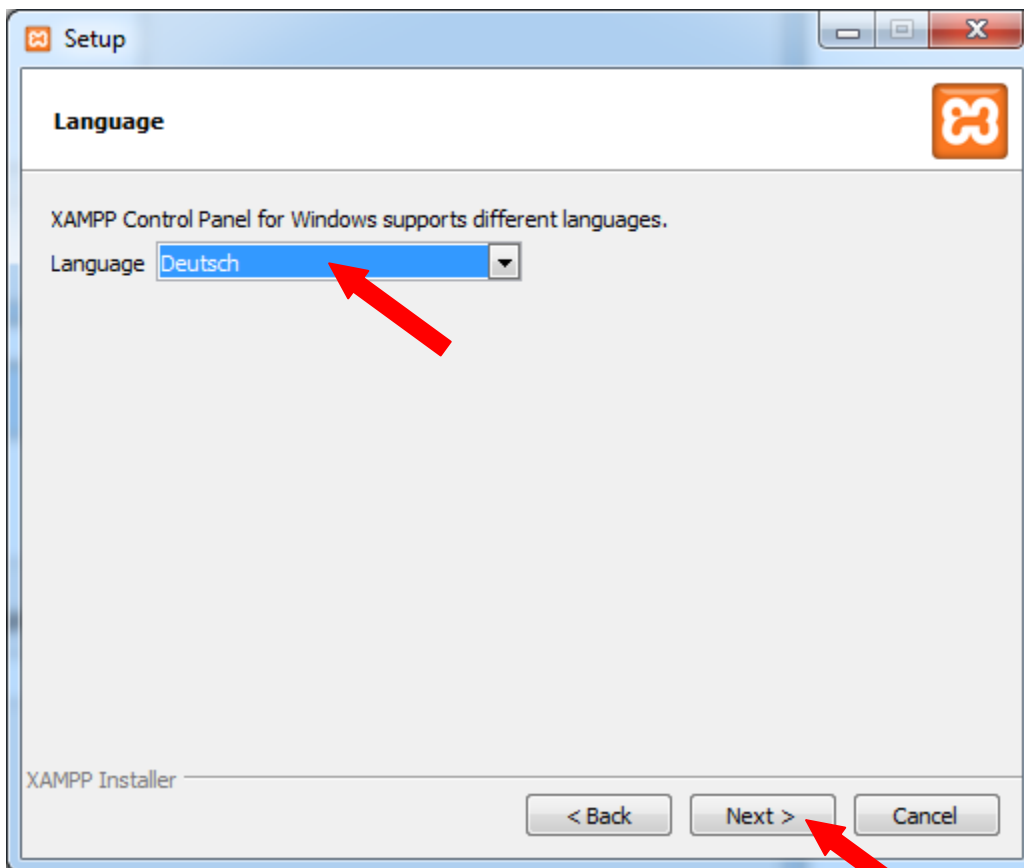 Setup
Language
XAMPP Control Panel for Windows supports different languages.
Language Deutsch
XAMPP Installer
< Back Next > Cancel